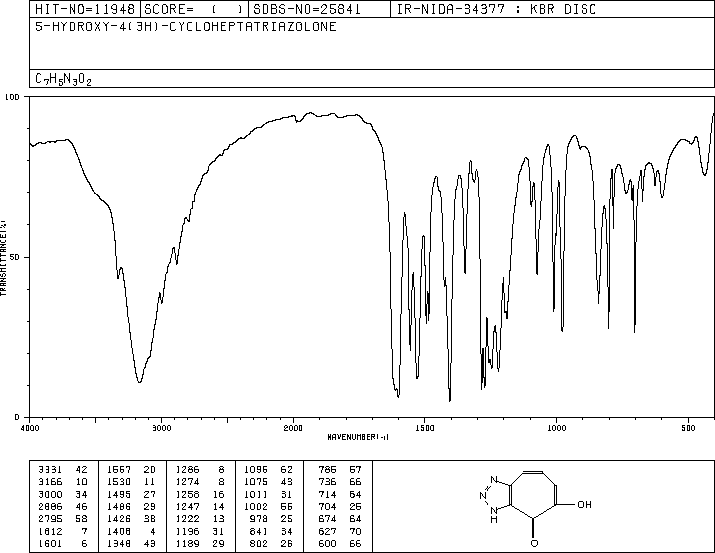 HIT-NO=11948 SCORE= ( ) SDBS-NO=25841 IR-NIDA-34377 : KBR DISC
5-HYDROXY-4(3H)-CYCLOHEPTATRIAZOLONE
C7H5N3O2
100
50
0
TRANSMITTANCE(%)
4000 3000 2000 1500 1000 500
WAVENUMBER(-1)
3331 42 1557 20 1286 8 1096 62 786 57
3166 10 1530 11 1274 8 1075 43 736 66
3000 34 1495 27 1258 16 1011 31 714 64
2886 46 1486 29 1247 14 1002 55 704 25
2795 58 1426 38 1222 13 978 25 674 64
1612 7 1408 4 1196 31 841 34 627 70
1601 6 1348 43 1189 29 802 26 600 66
N
N
N
H
OH
O